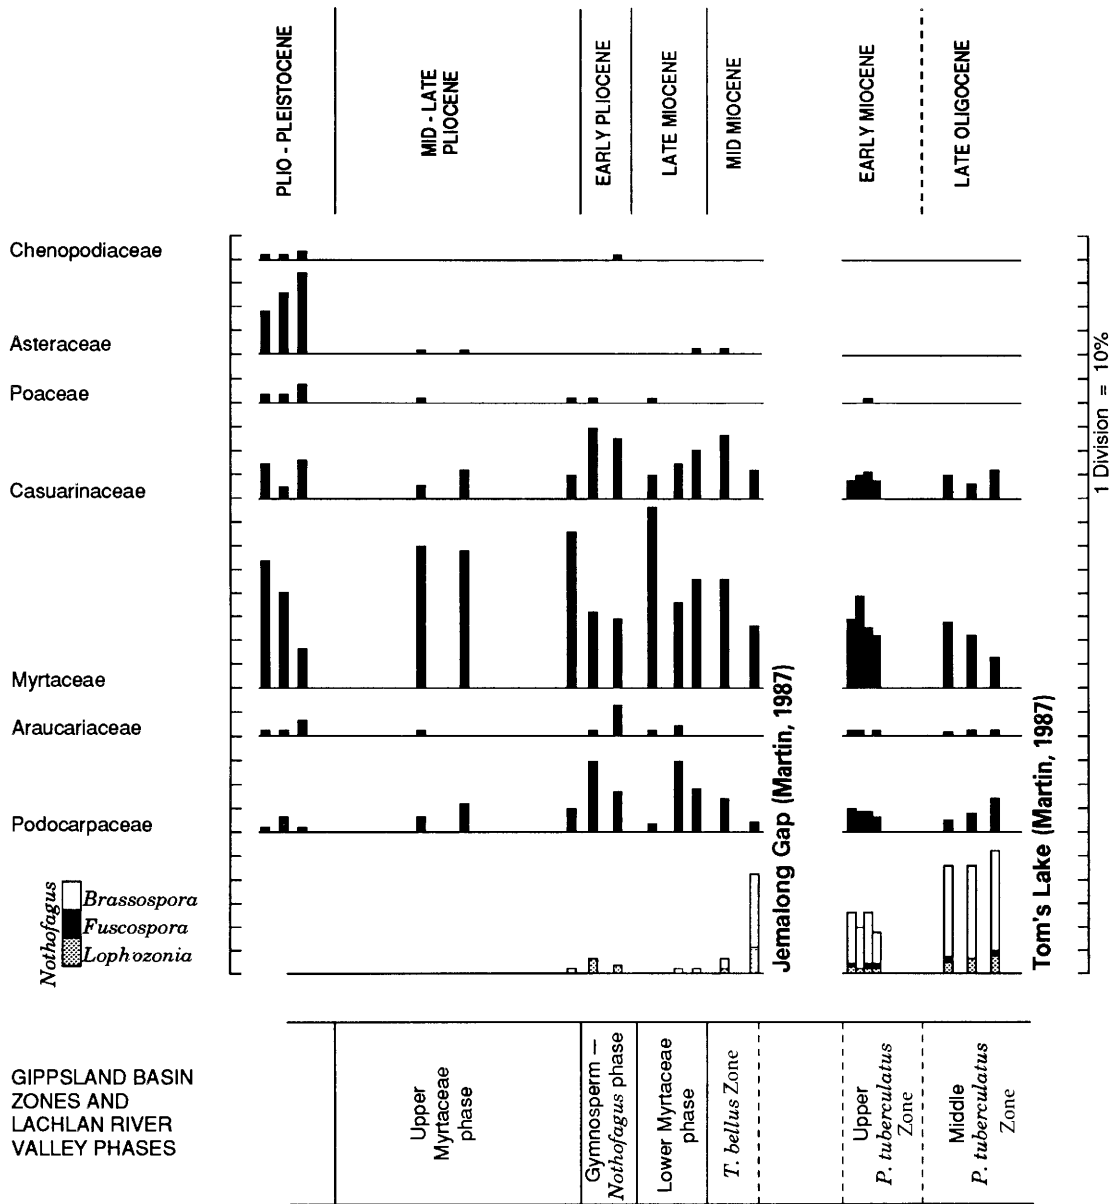 PLIO - PLEISTOCENE
MID - LATE
PLIOCENE
EARLY PLIOCENE
LATE MIOCENE
MID MIOCENE
EARLY MIOCENE
LATE OLIGOCENE
Chenopodiaceae
Asteraceae
Poaceae
Casuarinaceae
Myrtaceae
Araucariaceae
Podocarpaceae
Nothofagus
Brassospora
Fuscospora
Lophozonia
Jemalong Gap (Martin, 1987)
Tom's Lake (Martin, 1987)
1 Division = 10%
GIPPSLAND BASIN
ZONES AND
LACHLAN RIVER
VALLEY PHASES
Upper
Myrtaceae
phase
Gymnosperm —
Nothofagus phase
Lower Myrtaceae
phase
T. bellus Zone
Upper
P. tuberculatus
Zone
Middle
P. tuberculatus
Zone